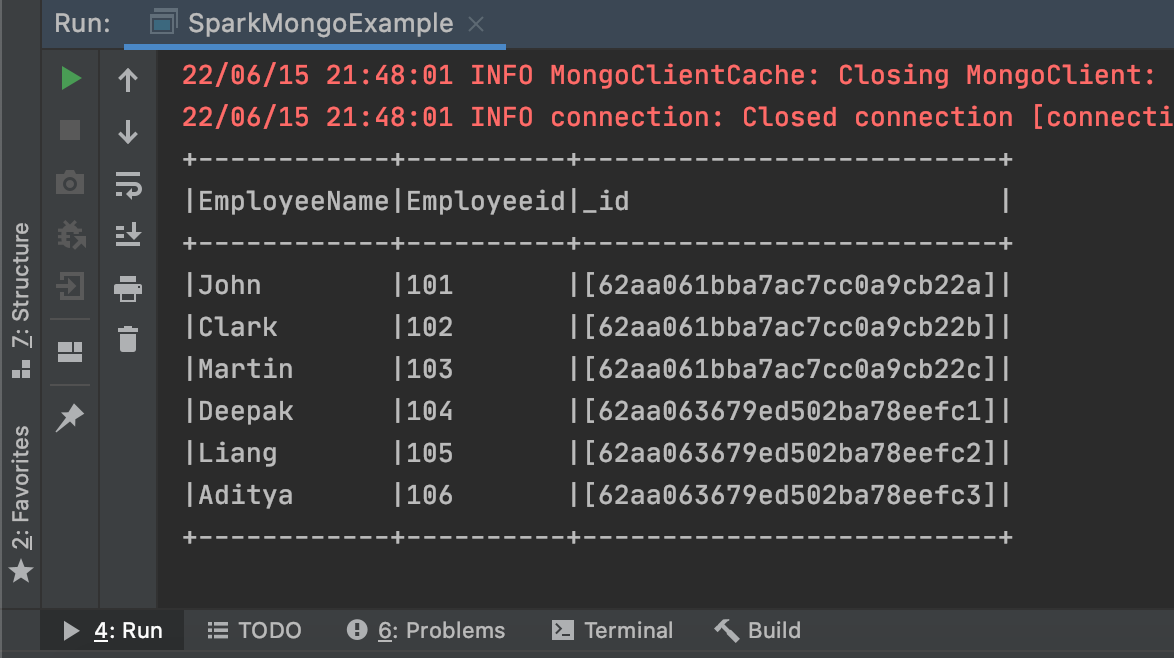 Run: SparkMongoExample
22/06/15 21:48:01 INFO MongoClientCache: Closing MongoClient:
22/06/15 21:48:01 INFO connection: Closed connection [connecti
+------------+----------+--------------------------+
|EmployeeName|Employeeid|_id                       |
+------------+----------+--------------------------+
|John        |101       |[62aa061bba7ac7cc0a9cb22a]|
|Clark       |102       |[62aa061bba7ac7cc0a9cb22b]|
|Martin      |103       |[62aa061bba7ac7cc0a9cb22c]|
|Deepak      |104       |[62aa063679ed502ba78eefc1]|
|Liang       |105       |[62aa063679ed502ba78eefc2]|
|Aditya      |106       |[62aa063679ed502ba78eefc3]|
+------------+----------+--------------------------+
7: Structure
2: Favorites
4: Run TODO 6: Problems Terminal Build